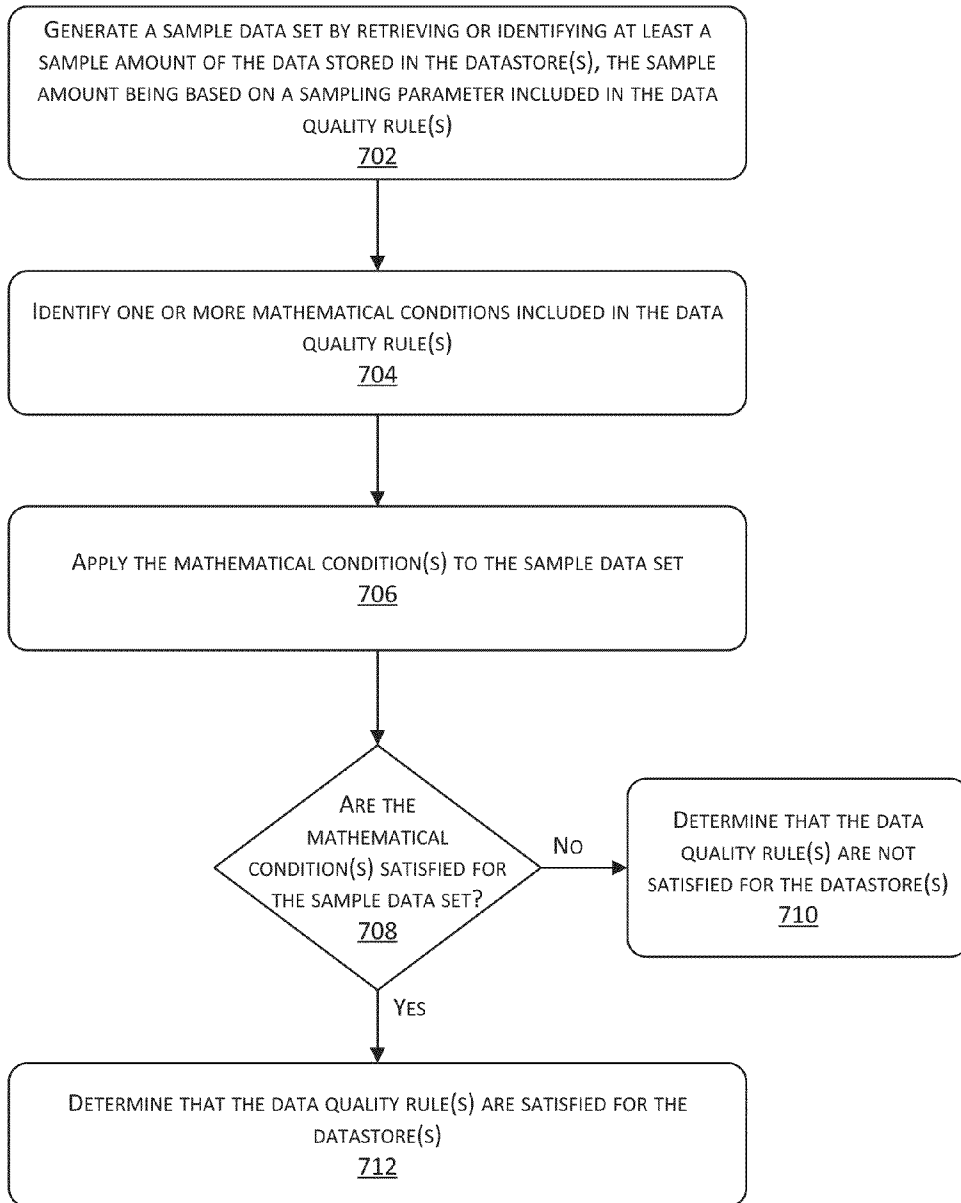 GENERATE A SAMPLE DATA SET BY RETRIEVING OR IDENTIFYING AT LEAST A
SAMPLE AMOUNT OF THE DATA STORED IN THE DATASTORE(S), THE SAMPLE
AMOUNT BEING BASED ON A SAMPLING PARAMETER INCLUDED IN THE DATA
QUALITY RULE(S)
702
IDENTIFY ONE OR MORE MATHEMATICAL CONDITIONS INCLUDED IN THE DATA
QUALITY RULE(S)
704
APPLY THE MATHEMATICAL CONDITION(S) TO THE SAMPLE DATA SET
706
ARE THE
MATHEMATICAL
CONDITION(S) SATISFIED FOR
THE SAMPLE DATA SET?
708
NO
DETERMINE THAT THE DATA
QUALITY RULE(S) ARE NOT
SATISFIED FOR THE DATASTORE(S)
710
YES
DETERMINE THAT THE DATA QUALITY RULE(S) ARE SATISFIED FOR THE
DATASTORE(S)
712